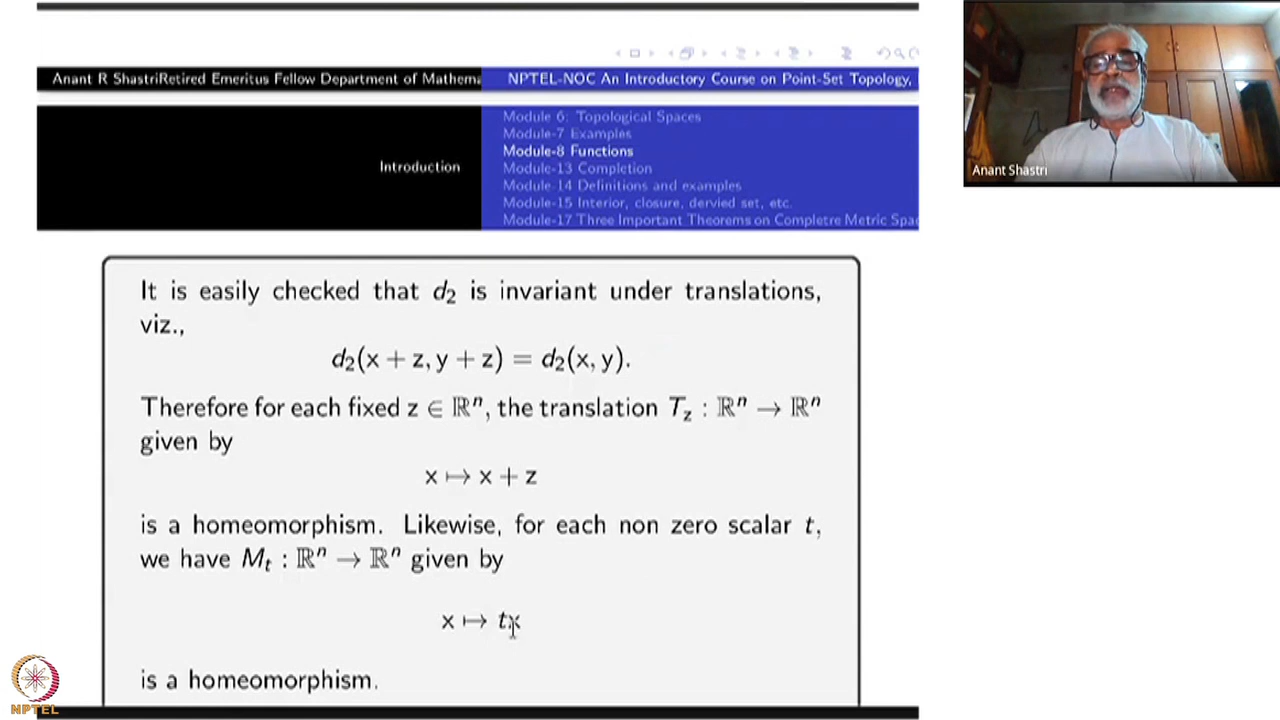 Anant R ShastriRetired Emeritus Fellow Department of Mathema
NPTEL-NOC An Introductory Course on Point-Set Topology,
Introduction
Module 6: Topological Spaces
Module-7 Examples
Module-8 Functions
Module-13 Completion
Module-14 Definitions and examples
Module-15 Interior, closure, dervied set, etc.
Module-17 Three Important Theorems on Completre Metric Spac
It is easily checked that d₂ is invariant under translations,
viz.,
d₂(x + z, y + z) = d₂(x, y).
Therefore for each fixed z ∈ ℝⁿ, the translation T_z : ℝⁿ → ℝⁿ
given by
x ↦ x + z
is a homeomorphism. Likewise, for each non zero scalar t,
we have M_t : ℝⁿ → ℝⁿ given by
x ↦ tx
is a homeomorphism.
Anant Shastri
NPTEL